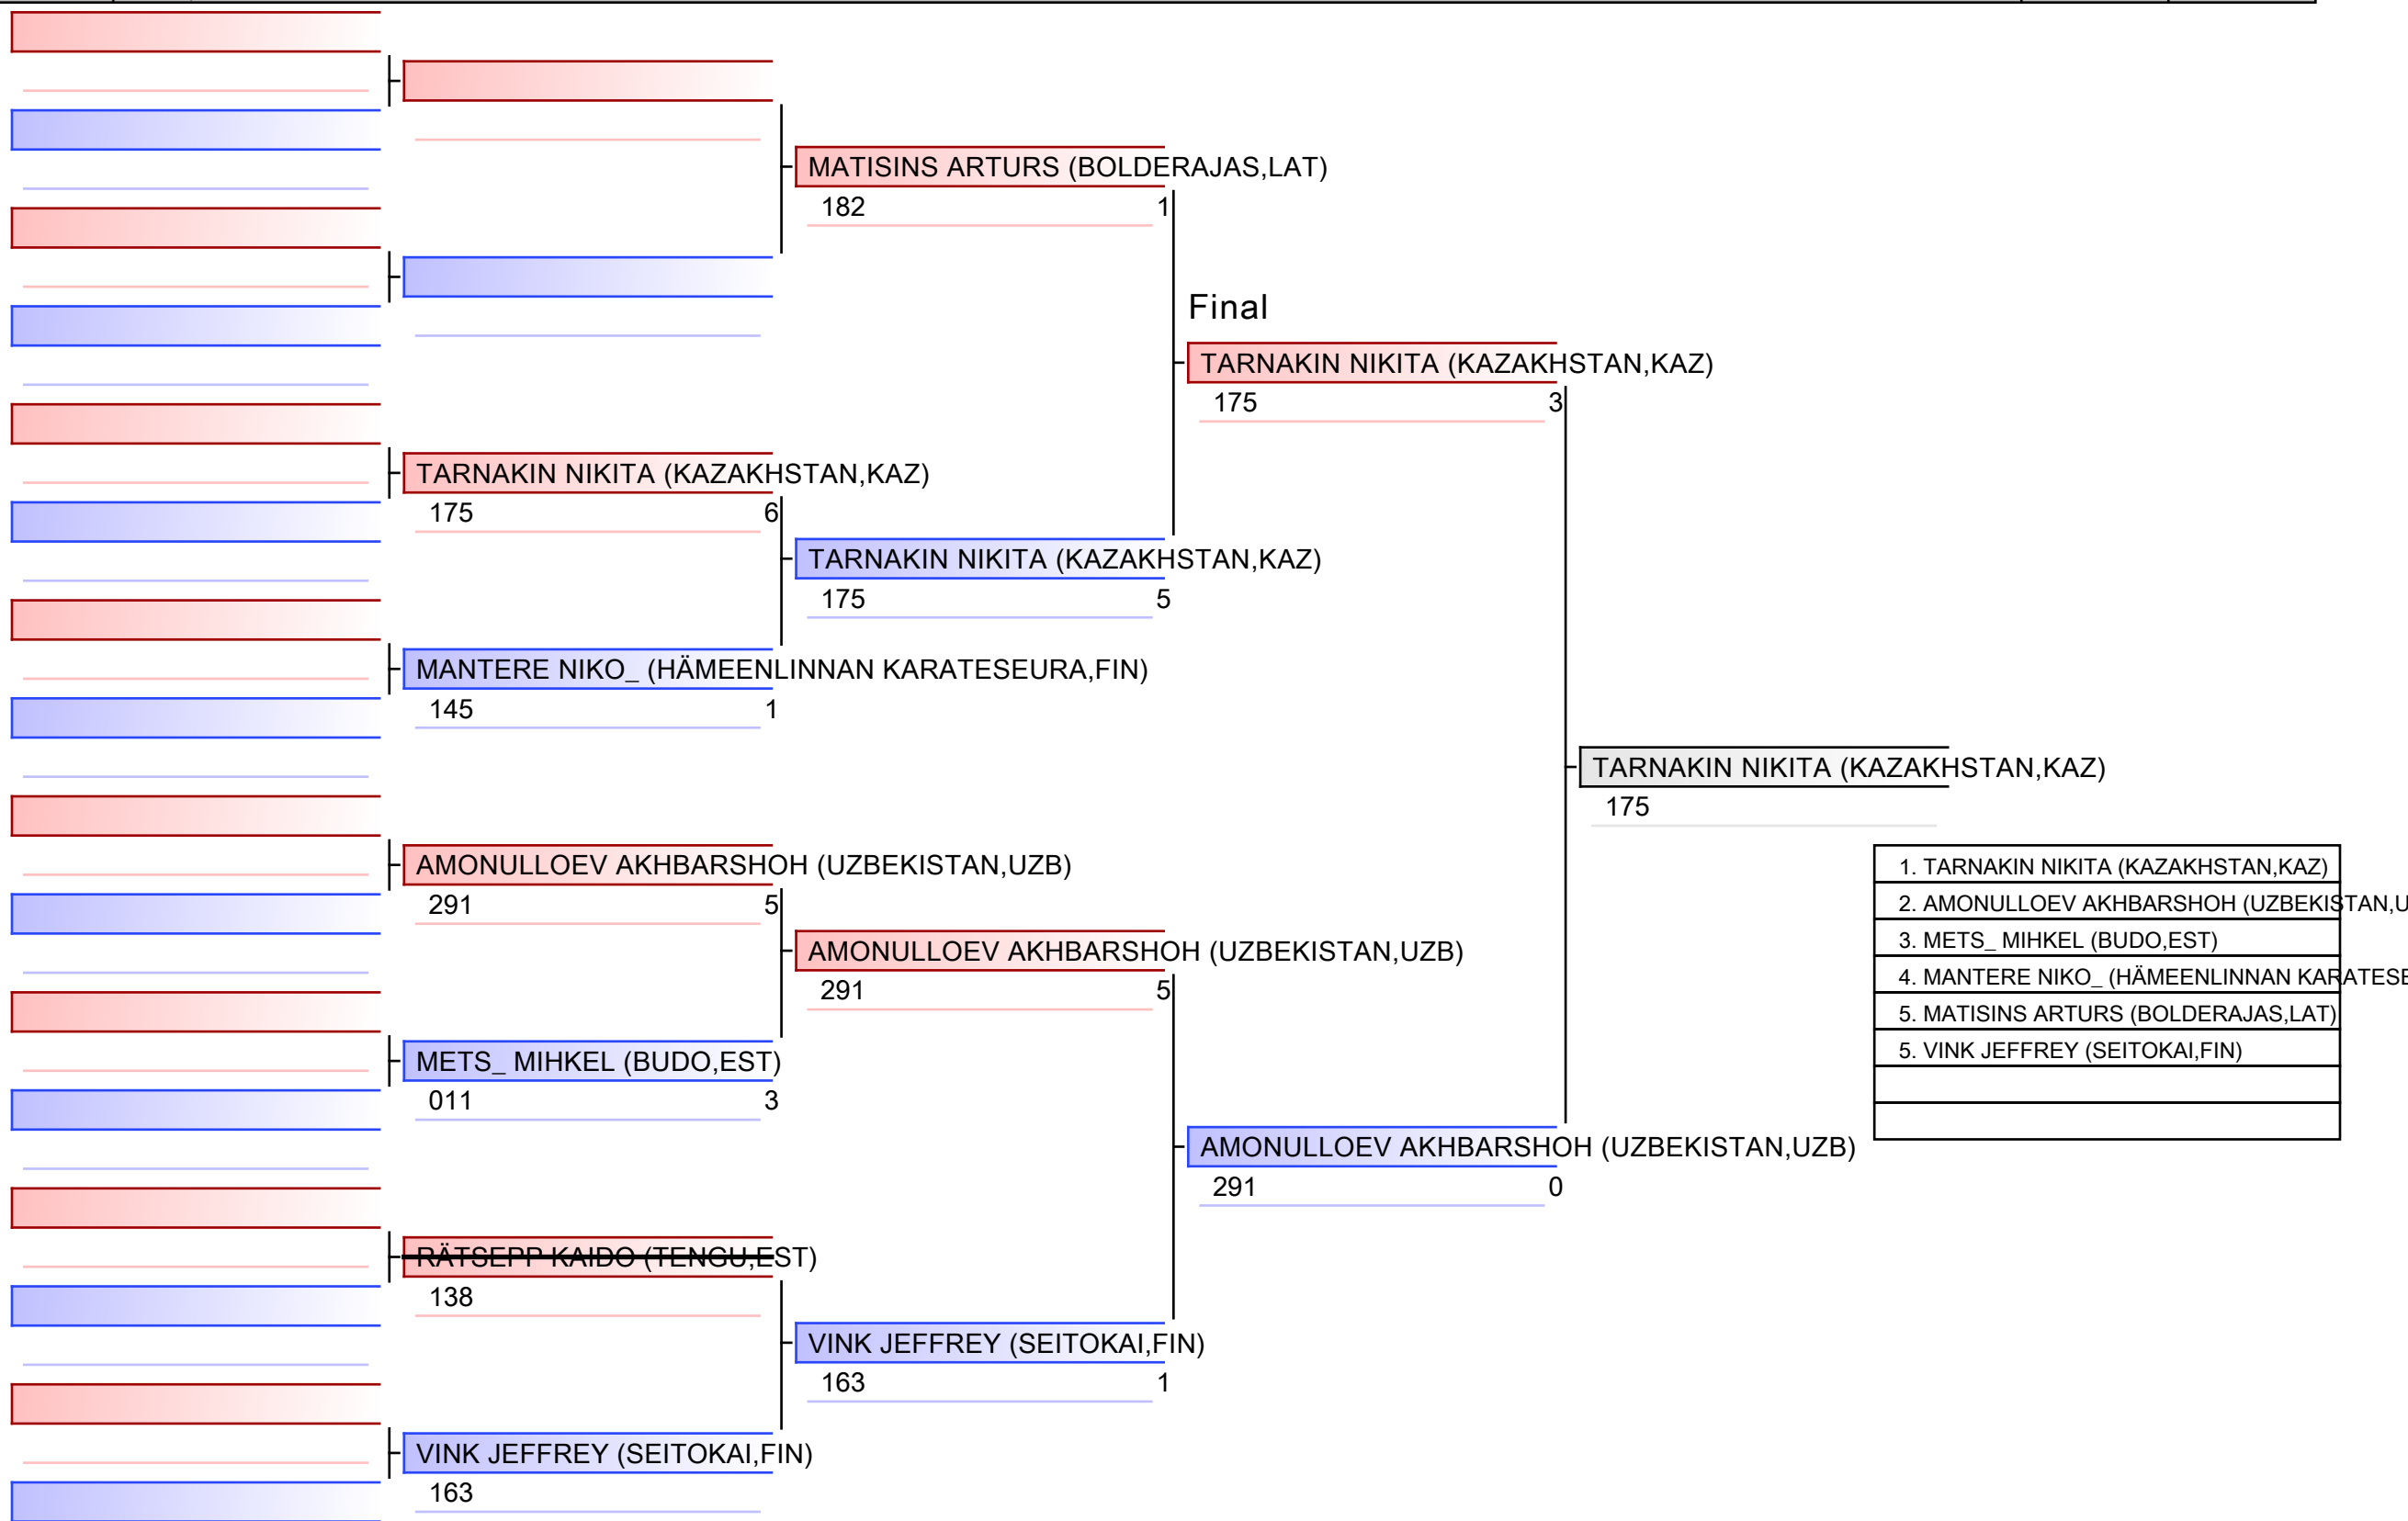 MATISINS ARTURS (BOLDERAJAS,LAT)
182 1
Final
TARNAKIN NIKITA (KAZAKHSTAN,KAZ)
175 3
TARNAKIN NIKITA (KAZAKHSTAN,KAZ)
175 6
TARNAKIN NIKITA (KAZAKHSTAN,KAZ)
175 5
MANTERE NIKO_ (HÄMEENLINNAN KARATESEURA,FIN)
145 1
TARNAKIN NIKITA (KAZAKHSTAN,KAZ)
175
AMONULLOEV AKHBARSHOH (UZBEKISTAN,UZB)
291 5
AMONULLOEV AKHBARSHOH (UZBEKISTAN,UZB)
291 5
METS_ MIHKEL (BUDO,EST)
011 3
AMONULLOEV AKHBARSHOH (UZBEKISTAN,UZB)
291 0
RÄTSEPP KAIDO (TENGU,EST)
138
VINK JEFFREY (SEITOKAI,FIN)
163 1
VINK JEFFREY (SEITOKAI,FIN)
163
1. TARNAKIN NIKITA (KAZAKHSTAN,KAZ)
2. AMONULLOEV AKHBARSHOH (UZBEKISTAN,U
3. METS_ MIHKEL (BUDO,EST)
4. MANTERE NIKO_ (HÄMEENLINNAN KARATESE
5. MATISINS ARTURS (BOLDERAJAS,LAT)
5. VINK JEFFREY (SEITOKAI,FIN)